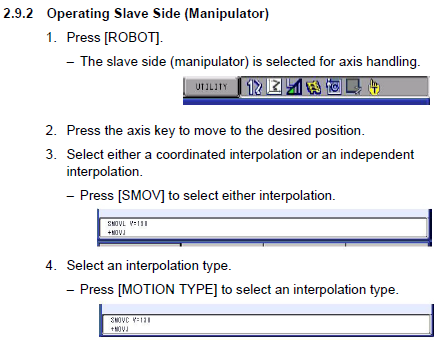 2.9.2 Operating Slave Side (Manipulator)
1. Press [ROBOT].
– The slave side (manipulator) is selected for axis handling.
UTILITY
2. Press the axis key to move to the desired position.
3. Select either a coordinated interpolation or an independent
interpolation.
– Press [SMOV] to select either interpolation.
SMOVL V=138
+MOVJ
4. Select an interpolation type.
– Press [MOTION TYPE] to select an interpolation type.
SMOVC V=138
+MOVJ